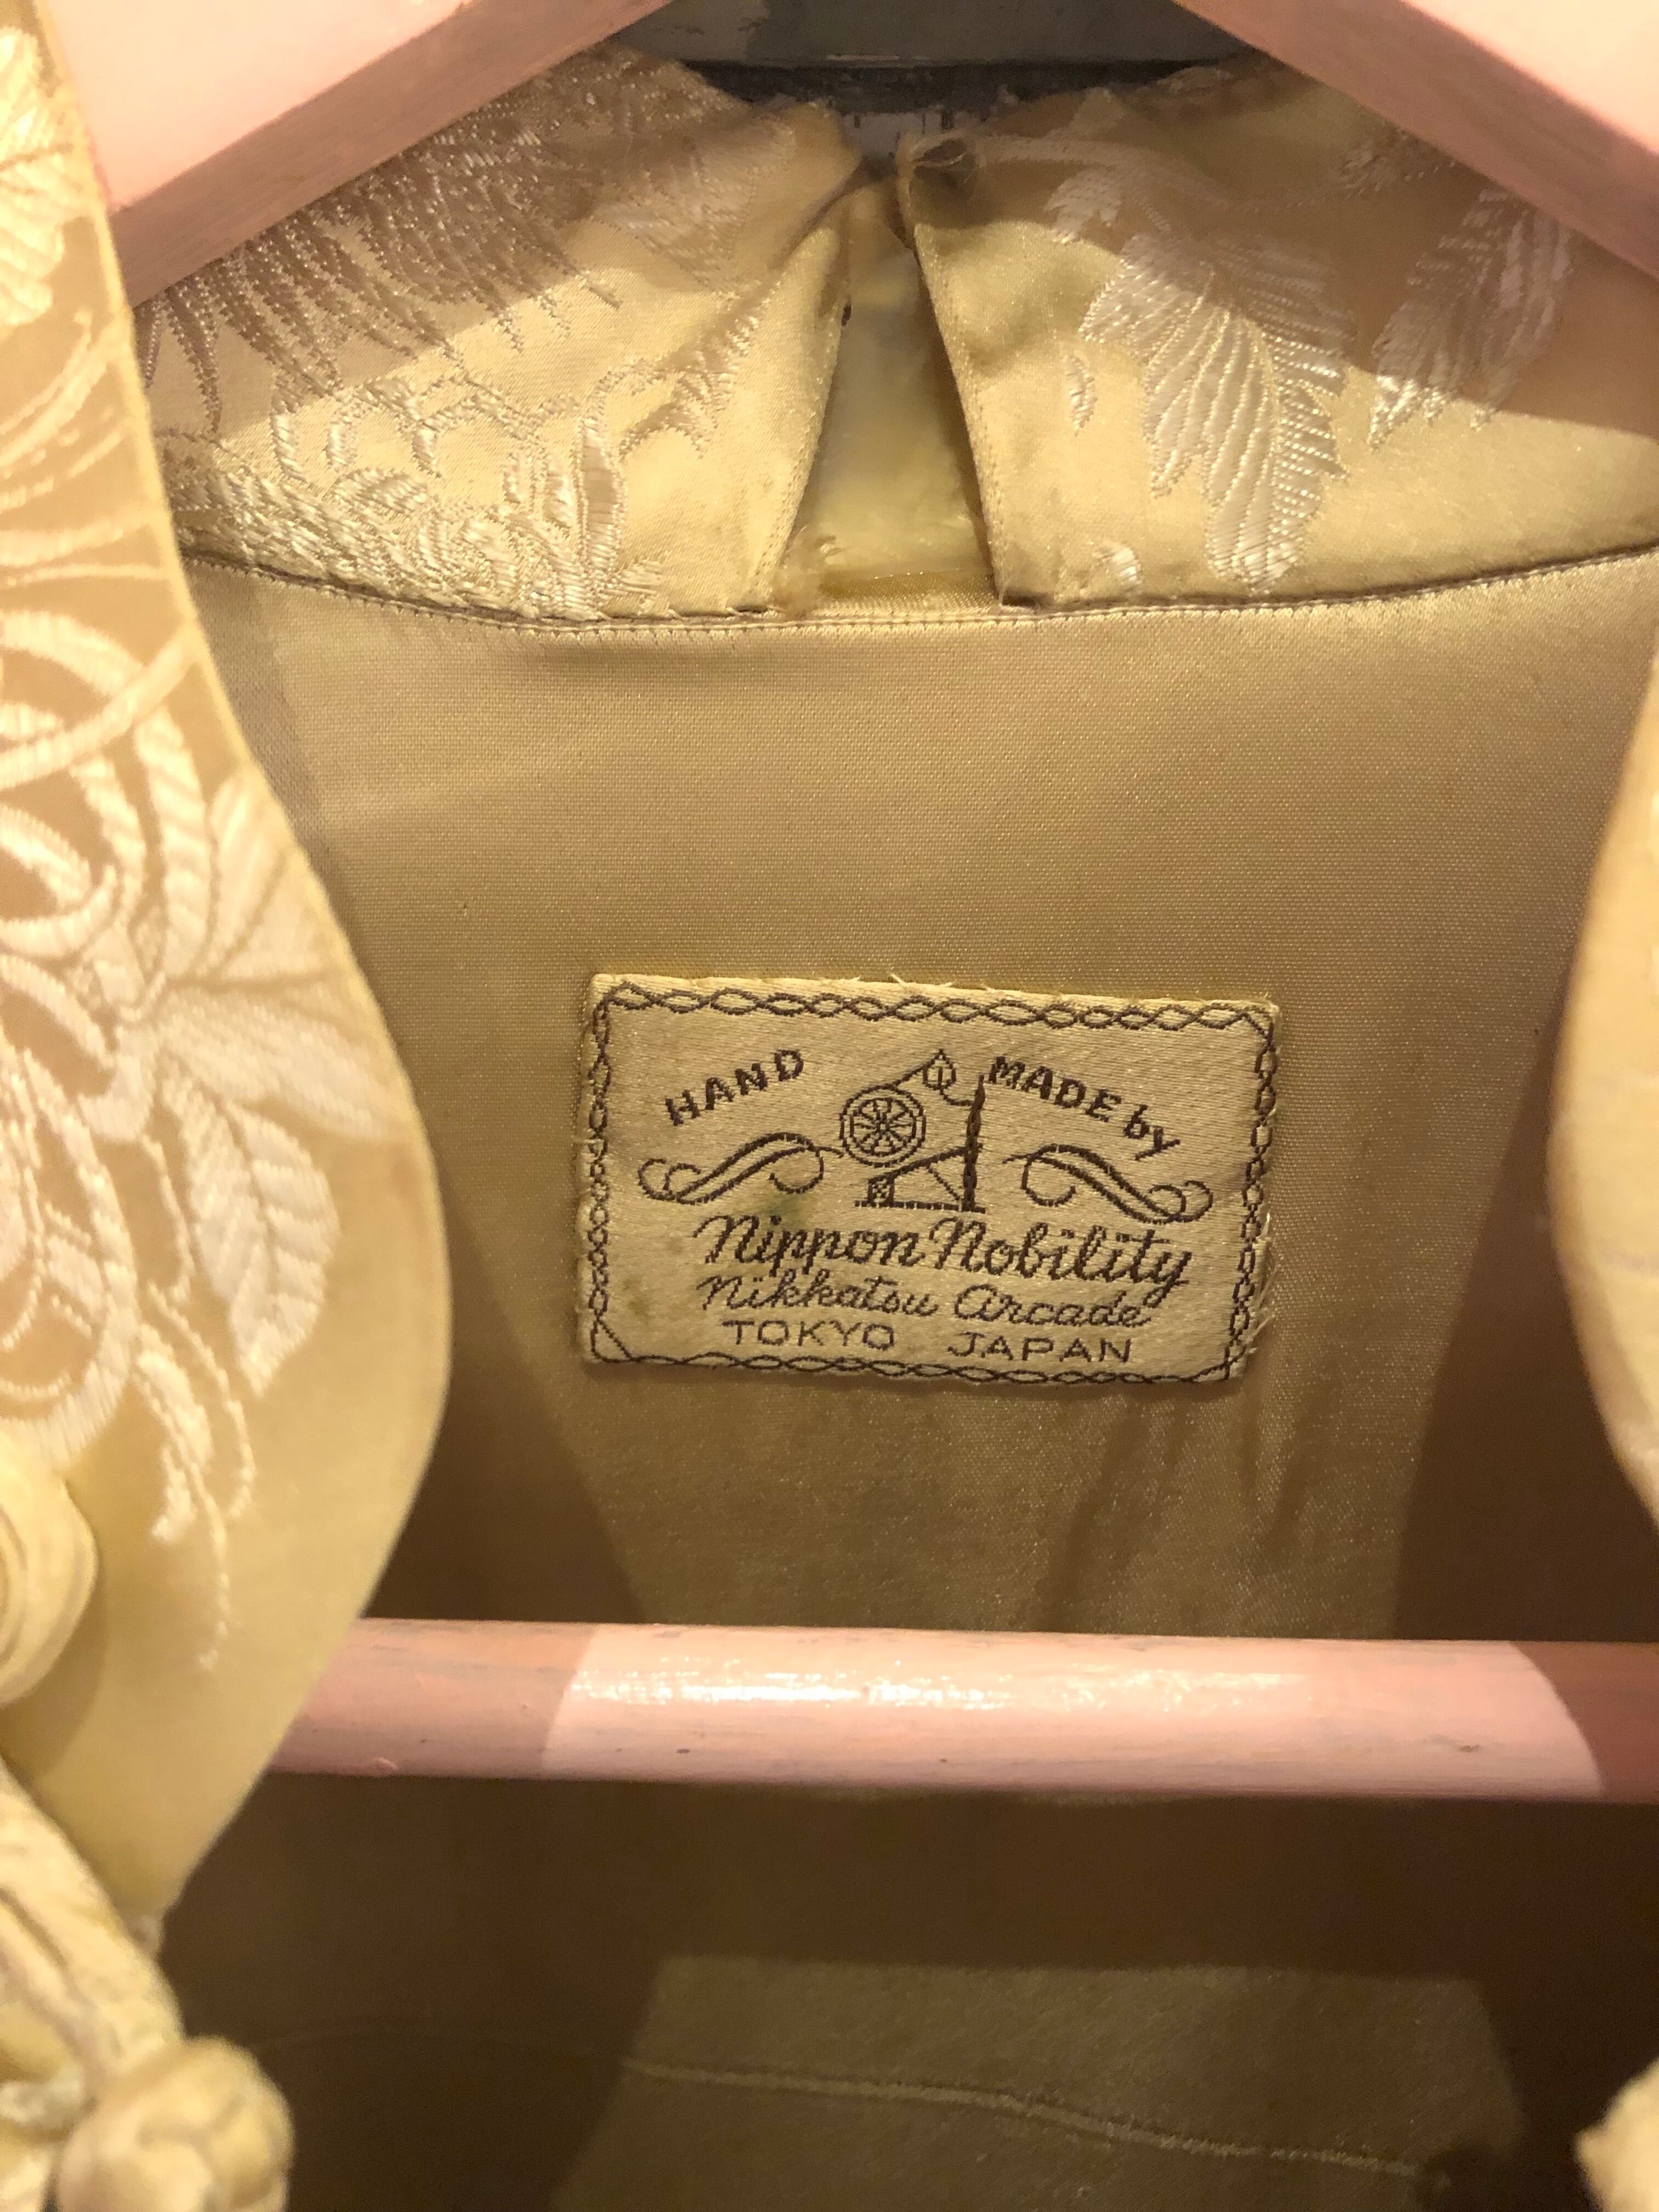 HAND MADE by
Nippon Nobility
Nikkatsu Arcade
TOKYO JAPAN